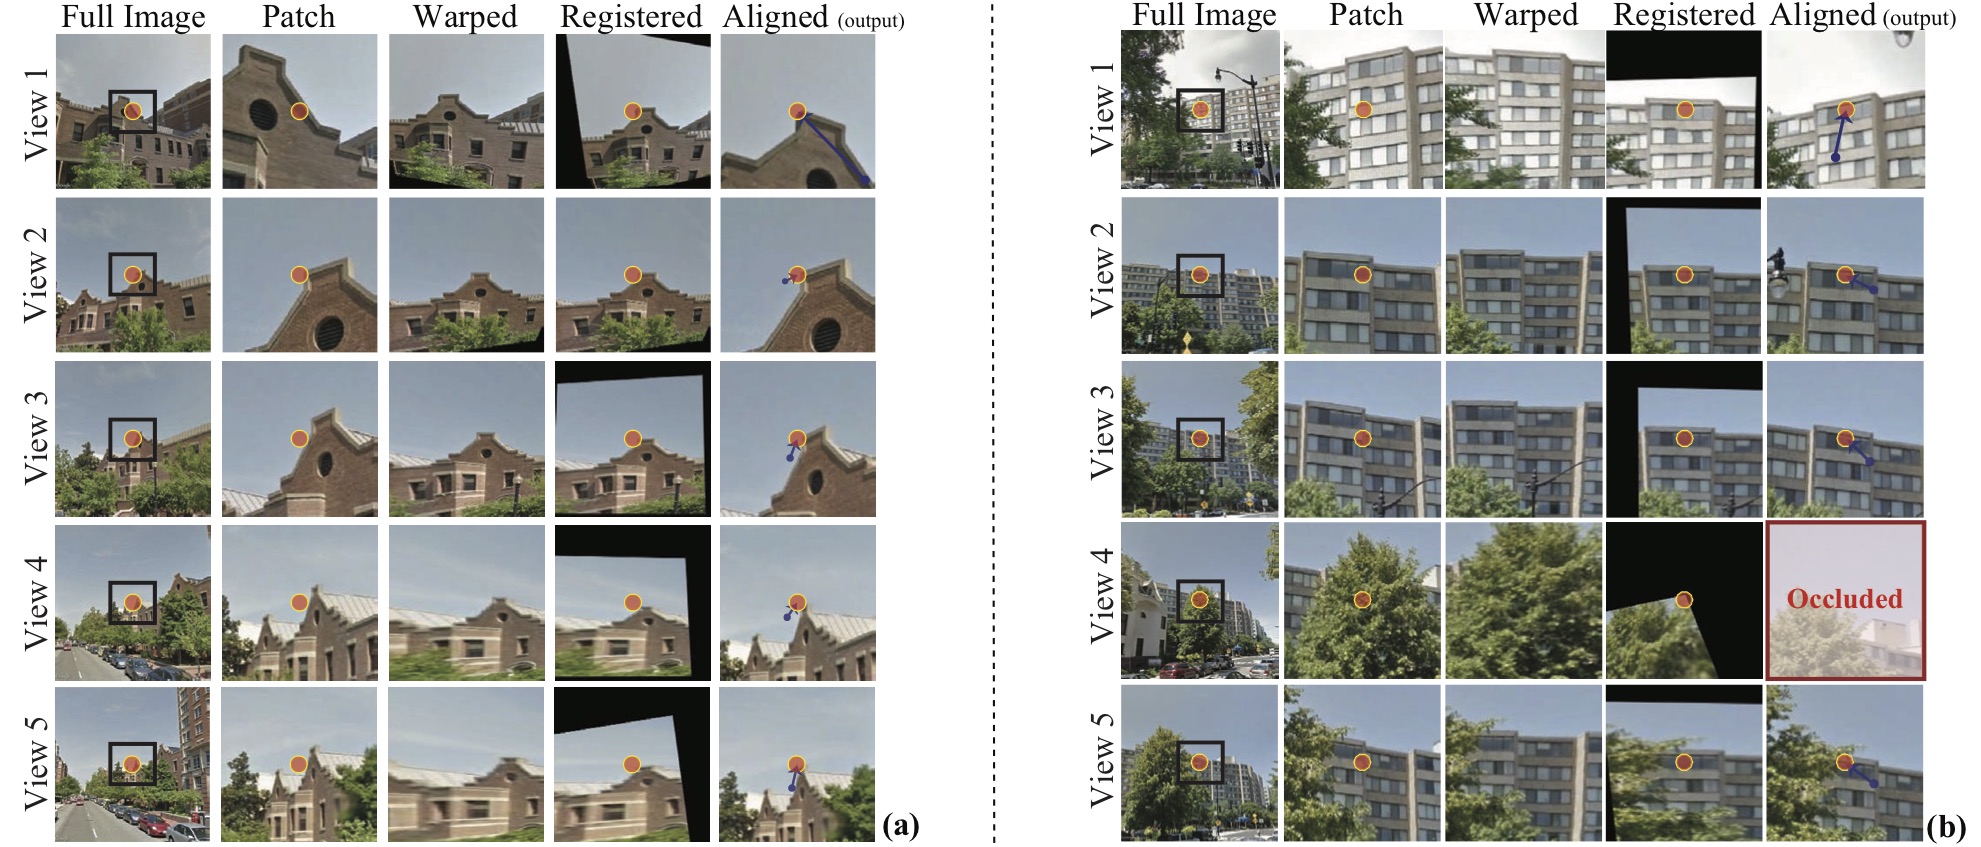 Full Image Patch Warped Registered Aligned (output)
View 1
View 2
View 3
View 4
View 5
(a)
Full Image Patch Warped Registered Aligned (output)
View 1
View 2
View 3
View 4
Occluded
View 5
(b)